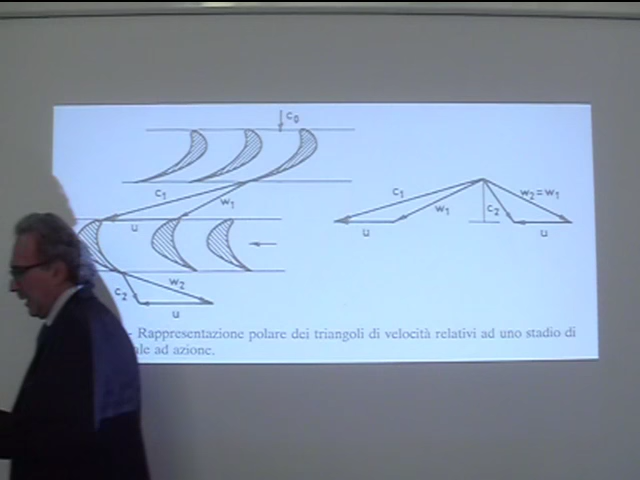 c0
c1
w1
u
c2
w2
u
c1
w1
c2
w2=w1
u
u
- Rappresentazione polare dei triangoli di velocità relativi ad uno stadio di
ad azione.